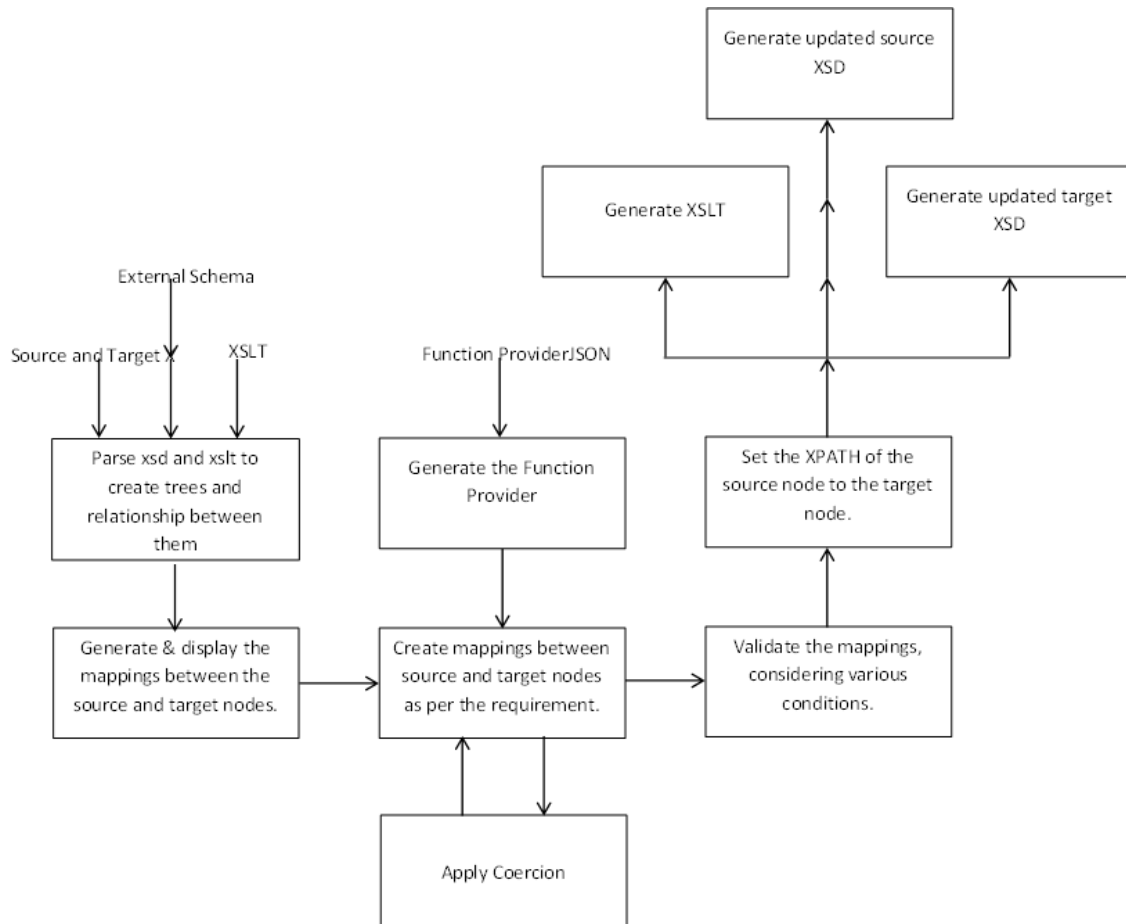 Generate updated source
XSD
Generate XSLT
Generate updated target
XSD
External Schema
Source and Target X
XSLT
Function ProviderJSON
Parse xsd and xslt to
create trees and
relationship between
them
Generate the Function
Provider
Set the XPATH of the
source node to the target
node.
Generate & display the
mappings between the
source and target nodes.
Create mappings between
source and target nodes
as per the requirement.
Validate the mappings,
considering various
conditions.
Apply Coercion